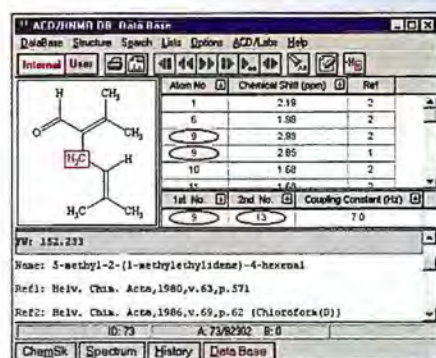 ACD/HNMR DB: Data Base
DataBase Structure Search Lists Options ACD/Labs Help
Internal User
Atom No Chemical Shift (ppm) Ref
1 2.19 2
6 1.98 2
9 2.93 2
9 2.85 1
10 1.68 2
11 1.68
1st No. 2nd No. Coupling Constant (Hz)
9 13 7.0
H CH₃
O CH₃
H₂C H
H₃C CH₃
FW: 152.233
Name: 5-methyl-2-(1-methylethylidene)-4-hexenal
Ref1: Helv. Chim. Acta,1980,v.63,p.571
Ref2: Helv. Chim. Acta,1986,v.69,p.62 (Chloroform(D))
ID: 73 A: 73/82302 B: 0
ChemSk Spectrum History Data Base